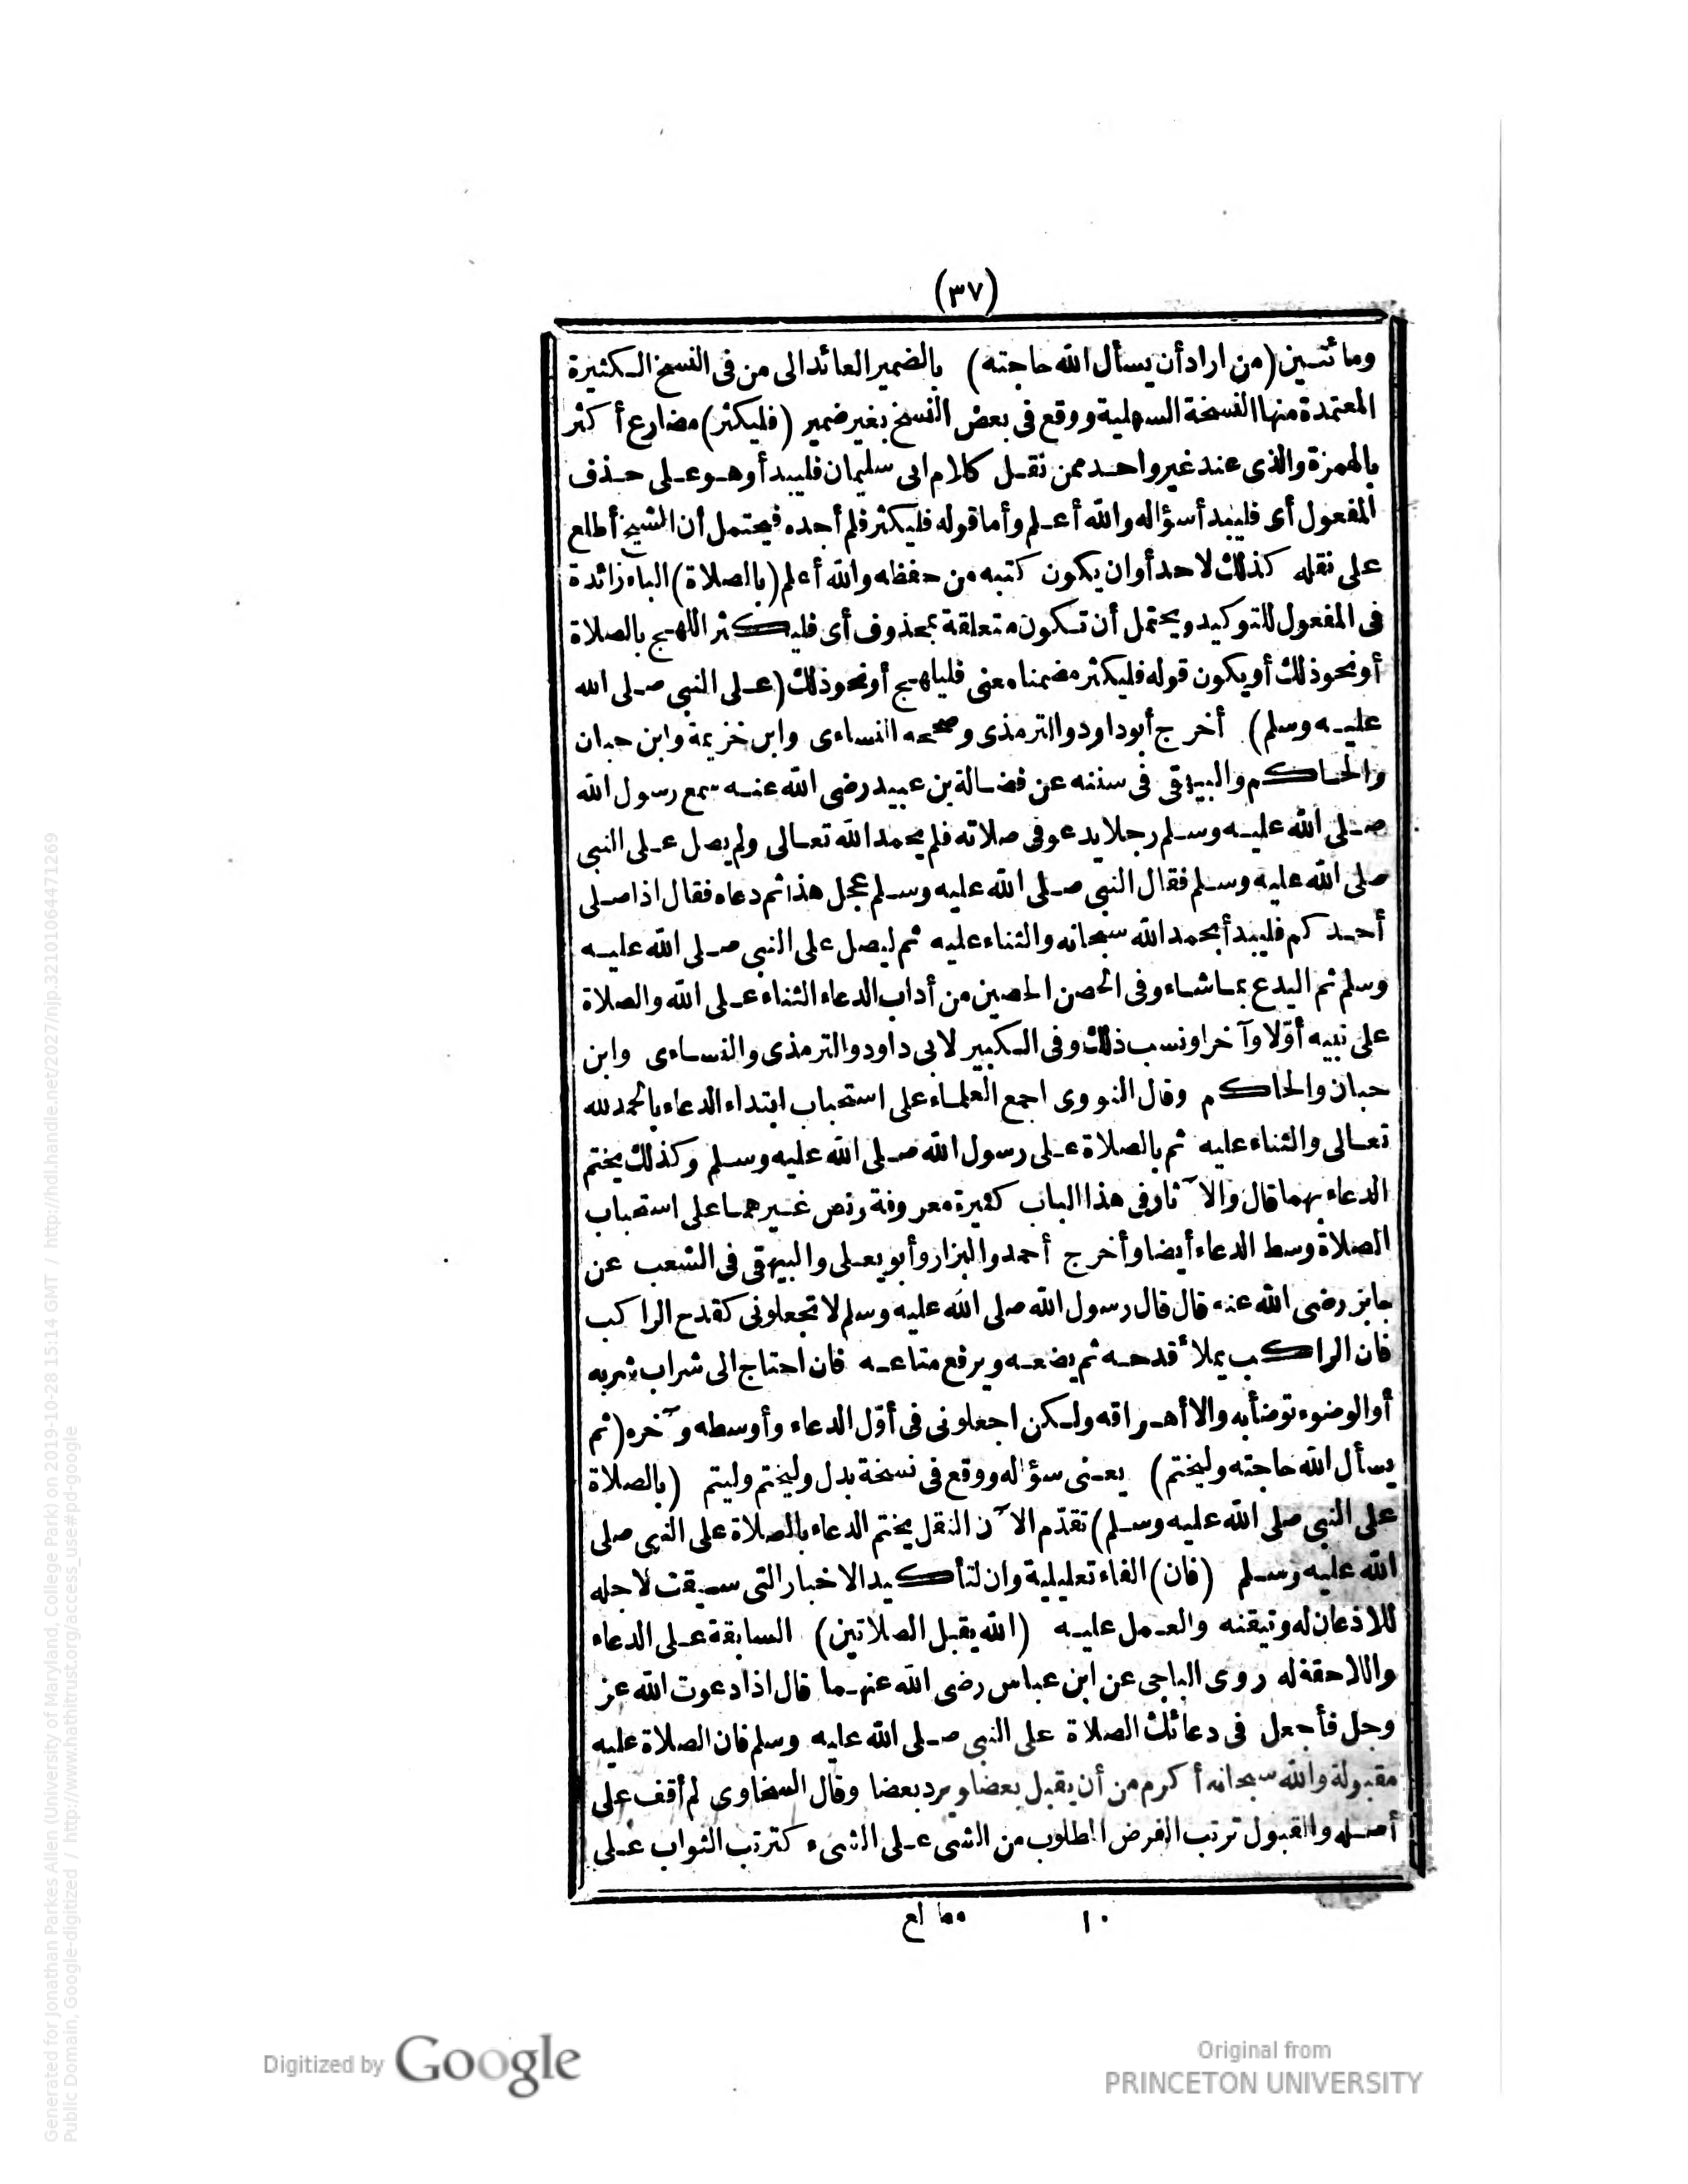 (٣٧)
ومائتين (من اراد أن يسأل الله حاجته) بالضمير العائد الى من فى النسخ الكثيرة
المعتمدة منها النسخة السهلية ووقع فى بعض النسخ بغير ضمير (فليكثر) مضارع أكثر
بالهمزة والذى عند غير واحد ممن نقل كلام ابى سليمان فليبدأ وهو على حذف
المفعول أى فليبدأ سؤاله والله أعلم وأما قوله فليكثر فلم أجده فيحتمل أن الشيخ أطلع
على نقله كذلك لاحد أو ان يكون كتبه من حفظه والله أعلم (بالصلاة) الباء زائدة
فى المفعول للتوكيد ويحتمل أن تكون متعلقة بمحذوف أى فليكثر اللهج بالصلاة
أو نحو ذلك أو يكون قوله فليكثر مضمنا معنى فليلهج أو نحو ذلك (على النبى صلى الله
عليه وسلم) أخرج أبو داود والترمذى وصححه النساءى وابن خزيمة وابن حبان
والحاكم والبيهقى فى سننه عن فضالة بن عبيد رضى الله عنه سمع رسول الله
صلى الله عليه وسلم رجلا يدعو فى صلاته فلم يحمد الله تعالى ولم يصل على النبى
صلى الله عليه وسلم فقال النبى صلى الله عليه وسلم عجل هذا ثم دعاه فقال اذا صلى
أحدكم فليبدأ بحمد الله سبحانه والثناء عليه ثم ليصل على النبى صلى الله عليه
وسلم ثم اليدع بما شاء وفى الحصن الحصين من أداب الدعاء الثناء على الله والصلاة
على نبيه أوّلا وآخرا ونسب ذلك وفى الكبير لابى داود والترمذى والنساءى وابن
حبان والحاكم وقال النووى اجمع العلماء على استحباب ابتداء الدعاء بالحمد لله
تعالى والثناء عليه ثم بالصلاة على رسول الله صلى الله عليه وسلم وكذلك يختم
الدعاء بهما قال والآثار فى هذا الباب كثيرة معروفة ونص غيرهما على استحباب
الصلاة وسط الدعاء أيضا وأخرج أحمد والبزار وأبو يعلى والبيهقى فى الشعب عن
جابر رضى الله عنه قال قال رسول الله صلى الله عليه وسلم لا تجعلونى كقدح الراكب
فان الراكب يملأ قدحه ثم يضعه ويرفع متاعه فان احتاج الى شراب شربه
أو الوضوء توضأ به والا أهراقه ولكن اجعلونى فى أوّل الدعاء وأوسطه وآخره (ثم
يسأل الله حاجته وليختم) يعنى سؤاله ووقع فى نسخة بدل وليختم وليتم (بالصلاة
على النبى صلى الله عليه وسلم) تقدّم الآن النقل بختم الدعاء بالصلاة على النبى صلى
الله عليه وسلم (فان) الفاء تعليلية وان لتأكيد الاخبار التى سيقت لاجله
للاذعان له وتيقنه والعمل عليه (الله يقبل الصلاتين) السابقة على الدعاء
واللاحقة له روى الباجى عن ابن عباس رضى الله عنهما قال اذا دعوت الله عز
وجل فأجعل فى دعائك الصلاة على النبى صلى الله عليه وسلم فان الصلاة عليه
مقبولة والله سبحانه أكرم من أن يقبل بعضا ويرد بعضا وقال السخاوى لم أقف على
أصله والقبول ترتب الغرض المطلوب من الشى على الشىء كترتب الثواب على
١٠ مطالع
Digitized by Google
Original from
PRINCETON UNIVERSITY
Generated for Jonathan Parkes Allen (University of Maryland, College Park) on 2019-10-28 15:14 GMT / http://hdl.handle.net/2027/njp.32101064471269
Public Domain, Google-digitized / http://www.hathitrust.org/access_use#pd-google